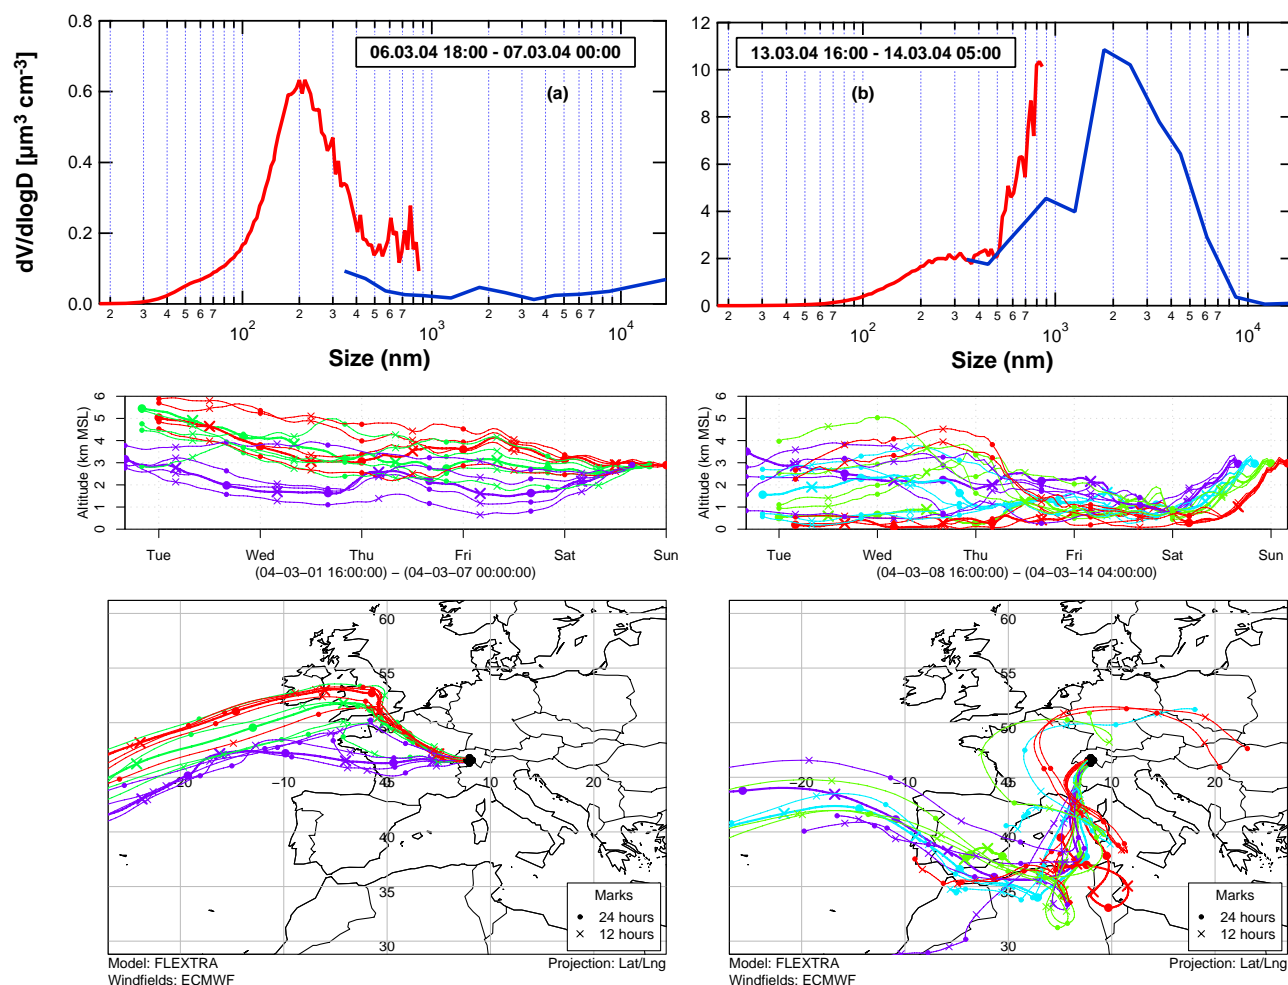 dV/dlogD [µm³ cm⁻³]
0.8
0.6
0.4
0.2
0.0
06.03.04 18:00 - 07.03.04 00:00
(a)
2 3 4 5 6 7 2 3 4 5 6 7 2 3 4 5 6 7
10² 10³ 10⁴
Size (nm)
12
10
8
6
4
2
0
13.03.04 16:00 - 14.03.04 05:00
(b)
2 3 4 5 6 7 2 3 4 5 6 7 2 3 4 5 6 7
10² 10³ 10⁴
Size (nm)
Altitude (km MSL)
6
5
4
3
2
1
0
Tue Wed Thu Fri Sat Sun
(04–03–01 16:00:00) – (04–03–07 00:00:00)
Altitude (km MSL)
6
5
4
3
2
1
0
Tue Wed Thu Fri Sat Sun
(04–03–08 16:00:00) – (04–03–14 04:00:00)
60
55
50
−20 −10 0 10 20
45
40
35
30
Marks
24 hours
12 hours
Model: FLEXTRA Projection: Lat/Lng
Windfields: ECMWF
60
55
50
−20 −10 0 10 20
45
40
35
30
Marks
24 hours
12 hours
Model: FLEXTRA Projection: Lat/Lng
Windfields: ECMWF